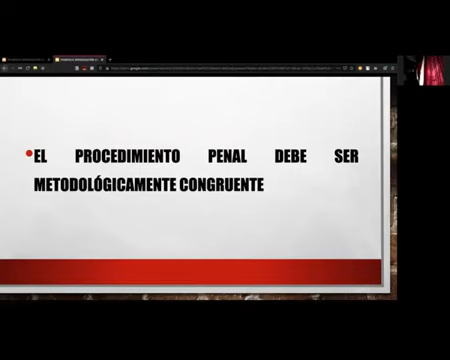 EL PROCEDIMIENTO PENAL DEBE SER
METODOLÓGICAMENTE CONGRUENTE